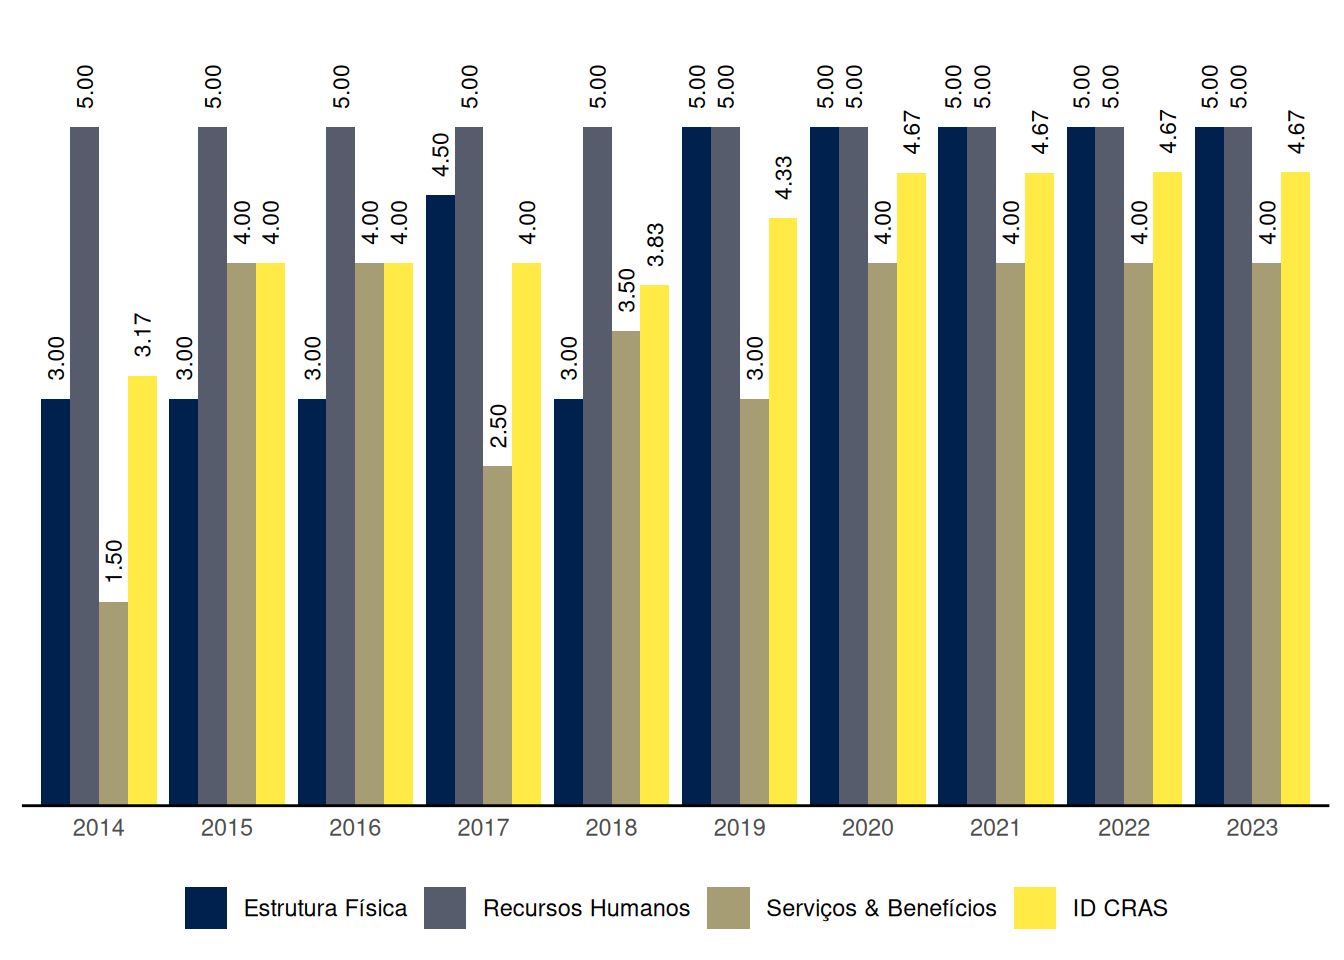 3.00 5.00 1.50 3.17 3.00 5.00 4.00 4.00 3.00 5.00 4.00 4.00 4.50 5.00 2.50 4.00 3.00 5.00 3.50 3.83 5.00 5.00 3.00 4.33 5.00 5.00 4.00 4.67 5.00 5.00 4.00 4.67 5.00 5.00 4.00 4.67 5.00 5.00 4.00 4.67
2014 2015 2016 2017 2018 2019 2020 2021 2022 2023
Estrutura Física Recursos Humanos Serviços & Benefícios ID CRAS